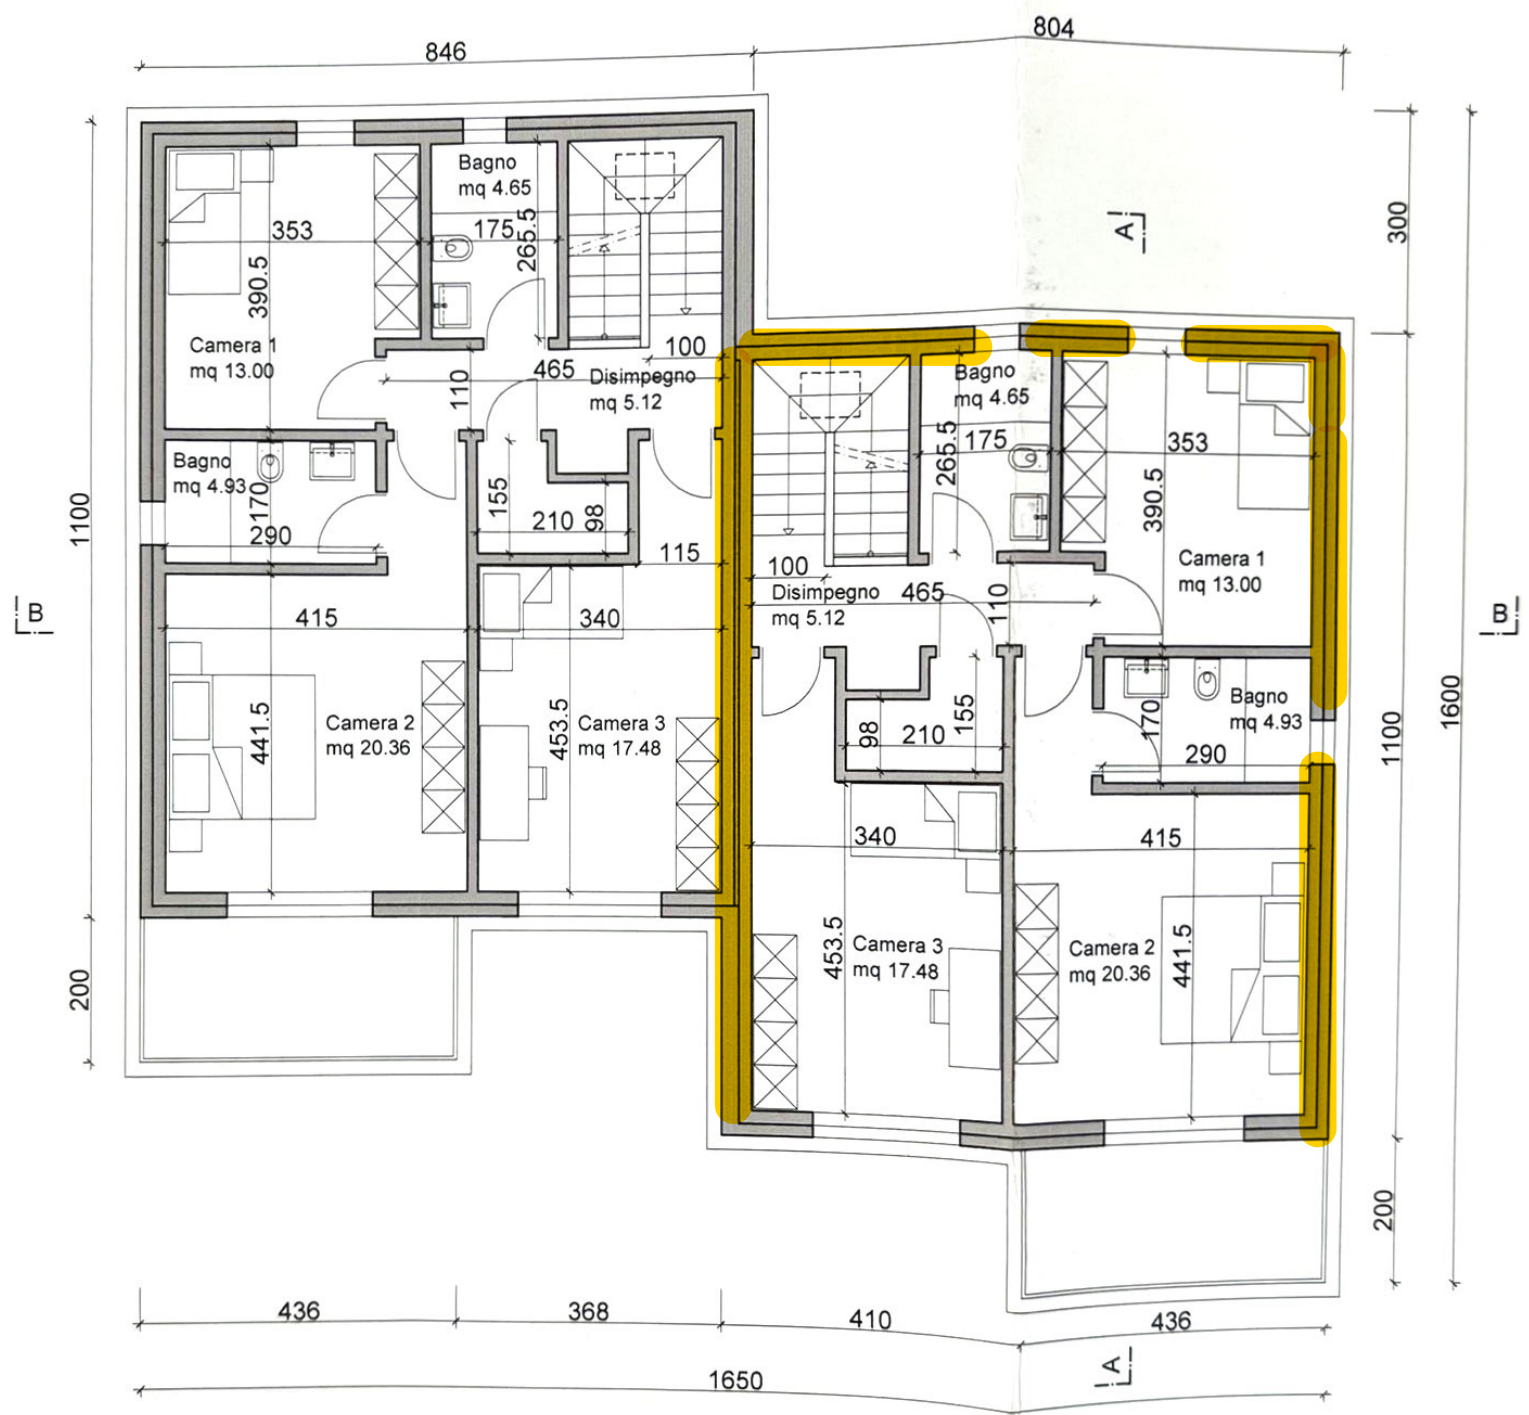 846
804
Bagno
mq 4.65
353
175
265.5
390.5
Camera 1
mq 13.00
100
465
110
Disimpegno
mq 5.12
Bagno
mq 4.93
170
290
155
210
98
115
1100
B
415
340
441.5
Camera 2
mq 20.36
453.5
Camera 3
mq 17.48
200
A
300
Bagno
mq 4.65
265.5
175
353
390.5
Camera 1
mq 13.00
100
Disimpegno
mq 5.12
465
110
B
155
98
210
170
Bagno
mq 4.93
290
1100
1600
340
415
453.5
Camera 3
mq 17.48
Camera 2
mq 20.36
441.5
200
436
368
410
436
A
1650